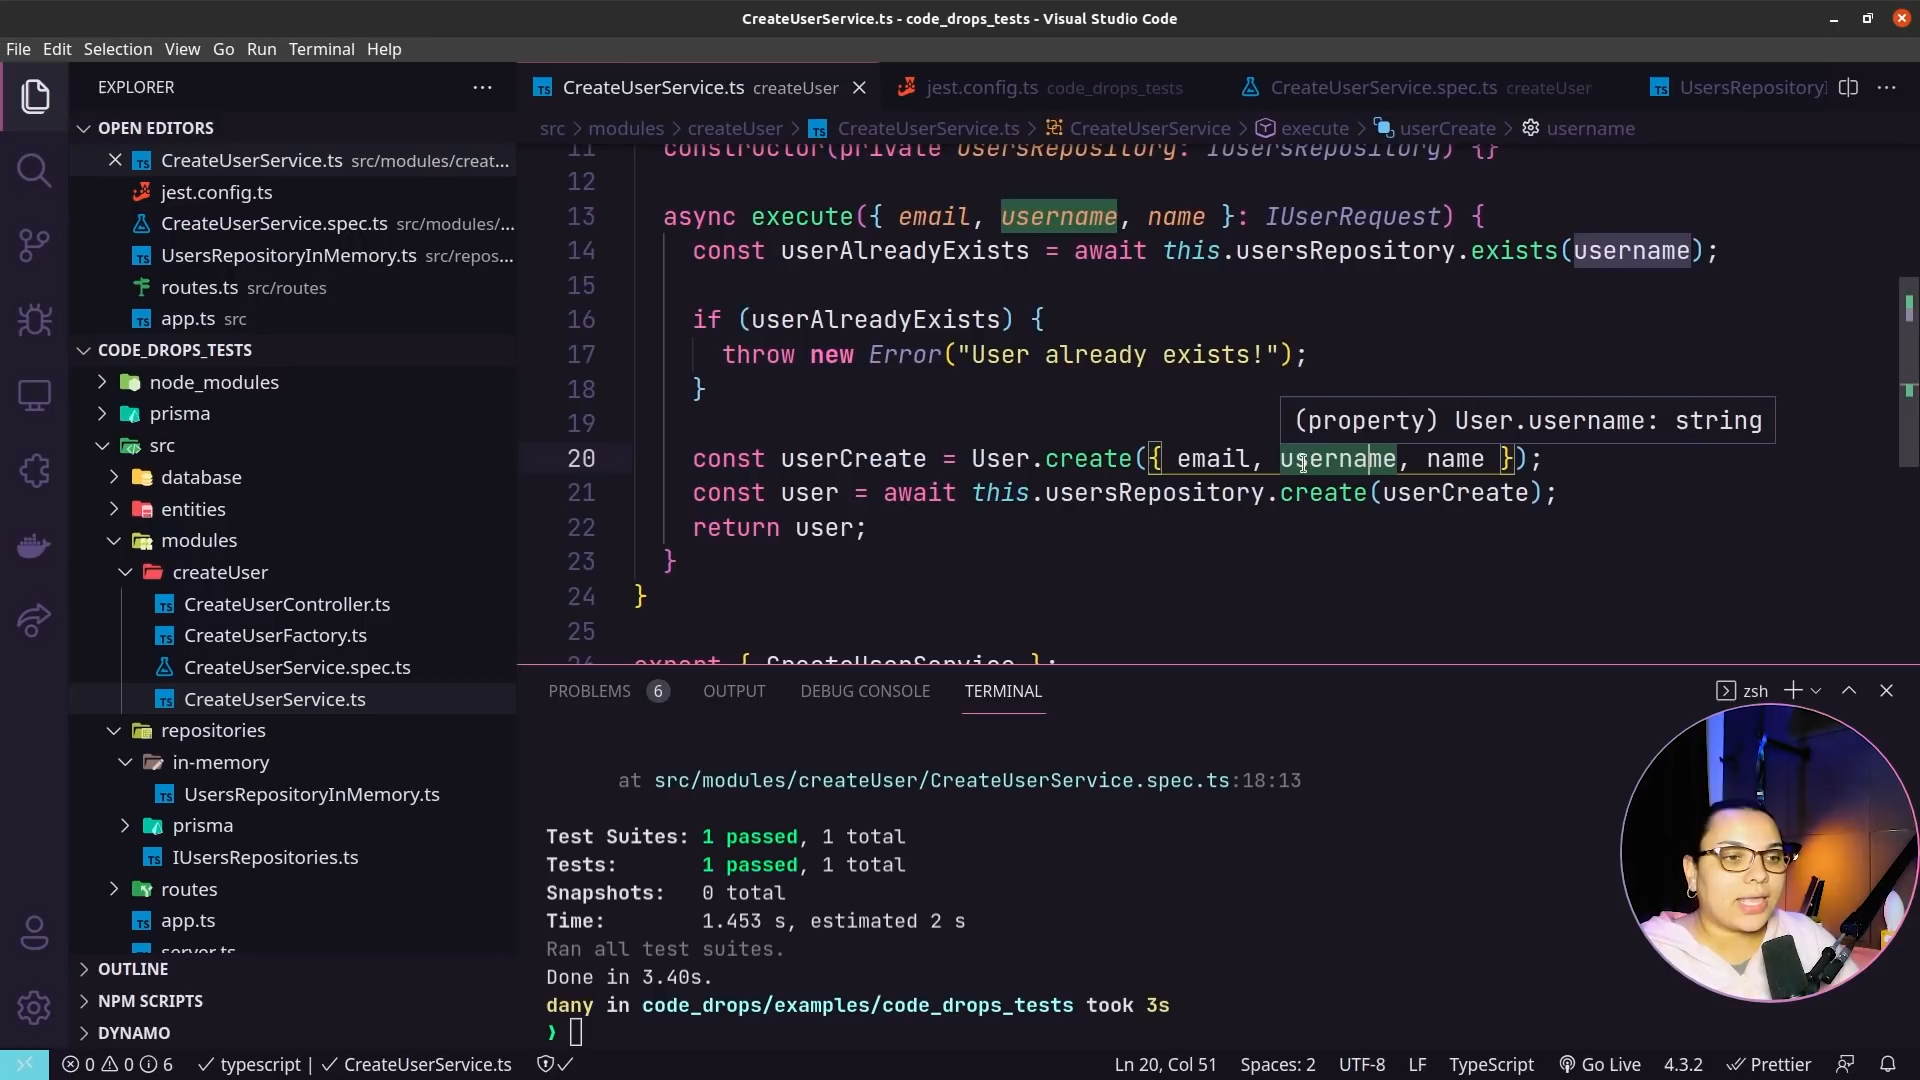 CreateUserService.ts - code_drops_tests - Visual Studio Code
File Edit Selection View Go Run Terminal Help
EXPLORER
OPEN EDITORS
CreateUserService.ts src/modules/creat...
jest.config.ts
CreateUserService.spec.ts src/modules/...
UsersRepositoryInMemory.ts src/repos...
routes.ts src/routes
app.ts src
CODE_DROPS_TESTS
node_modules
prisma
src
database
entities
modules
createUser
CreateUserController.ts
CreateUserFactory.ts
CreateUserService.spec.ts
CreateUserService.ts
repositories
in-memory
UsersRepositoryInMemory.ts
prisma
IUsersRepositories.ts
routes
app.ts
server.ts
OUTLINE
NPM SCRIPTS
DYNAMO
CreateUserService.ts createUser jest.config.ts code_drops_tests CreateUserService.spec.ts createUser UsersRepositoryI
src > modules > createUser > CreateUserService.ts > CreateUserService > execute > userCreate > username
11 constructor(private usersRepository: IUsersRepository) {}
12
13 async execute({ email, username, name }: IUserRequest) {
14 const userAlreadyExists = await this.usersRepository.exists(username);
15
16 if (userAlreadyExists) {
17 throw new Error("User already exists!");
18 }
19
(property) User.username: string
20 const userCreate = User.create({ email, username, name });
21 const user = await this.usersRepository.create(userCreate);
22 return user;
23 }
24 }
25
26 export { CreateUserService };
PROBLEMS 6 OUTPUT DEBUG CONSOLE TERMINAL zsh
at src/modules/createUser/CreateUserService.spec.ts:18:13
Test Suites: 1 passed, 1 total
Tests: 1 passed, 1 total
Snapshots: 0 total
Time: 1.453 s, estimated 2 s
Ran all test suites.
Done in 3.40s.
dany in code_drops/examples/code_drops_tests took 3s
❯
0 0 6 typescript | CreateUserService.ts Ln 20, Col 51 Spaces: 2 UTF-8 LF TypeScript Go Live 4.3.2 Prettier